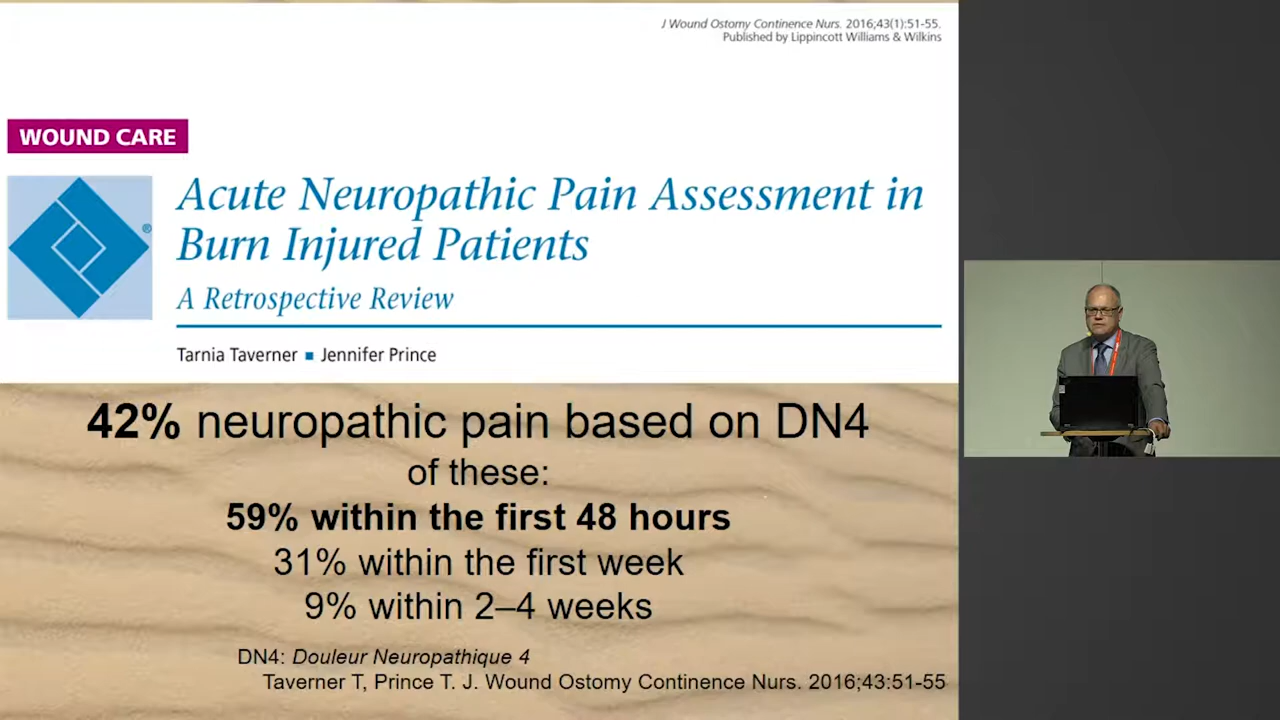 J Wound Ostomy Continence Nurs. 2016;43(1):51-55.
Published by Lippincott Williams & Wilkins
WOUND CARE
®
Acute Neuropathic Pain Assessment in
Burn Injured Patients
A Retrospective Review
Tarnia Taverner ■ Jennifer Prince
42% neuropathic pain based on DN4
of these:
59% within the first 48 hours
31% within the first week
9% within 2–4 weeks
DN4: Douleur Neuropathique 4
Taverner T, Prince T. J. Wound Ostomy Continence Nurs. 2016;43:51-55